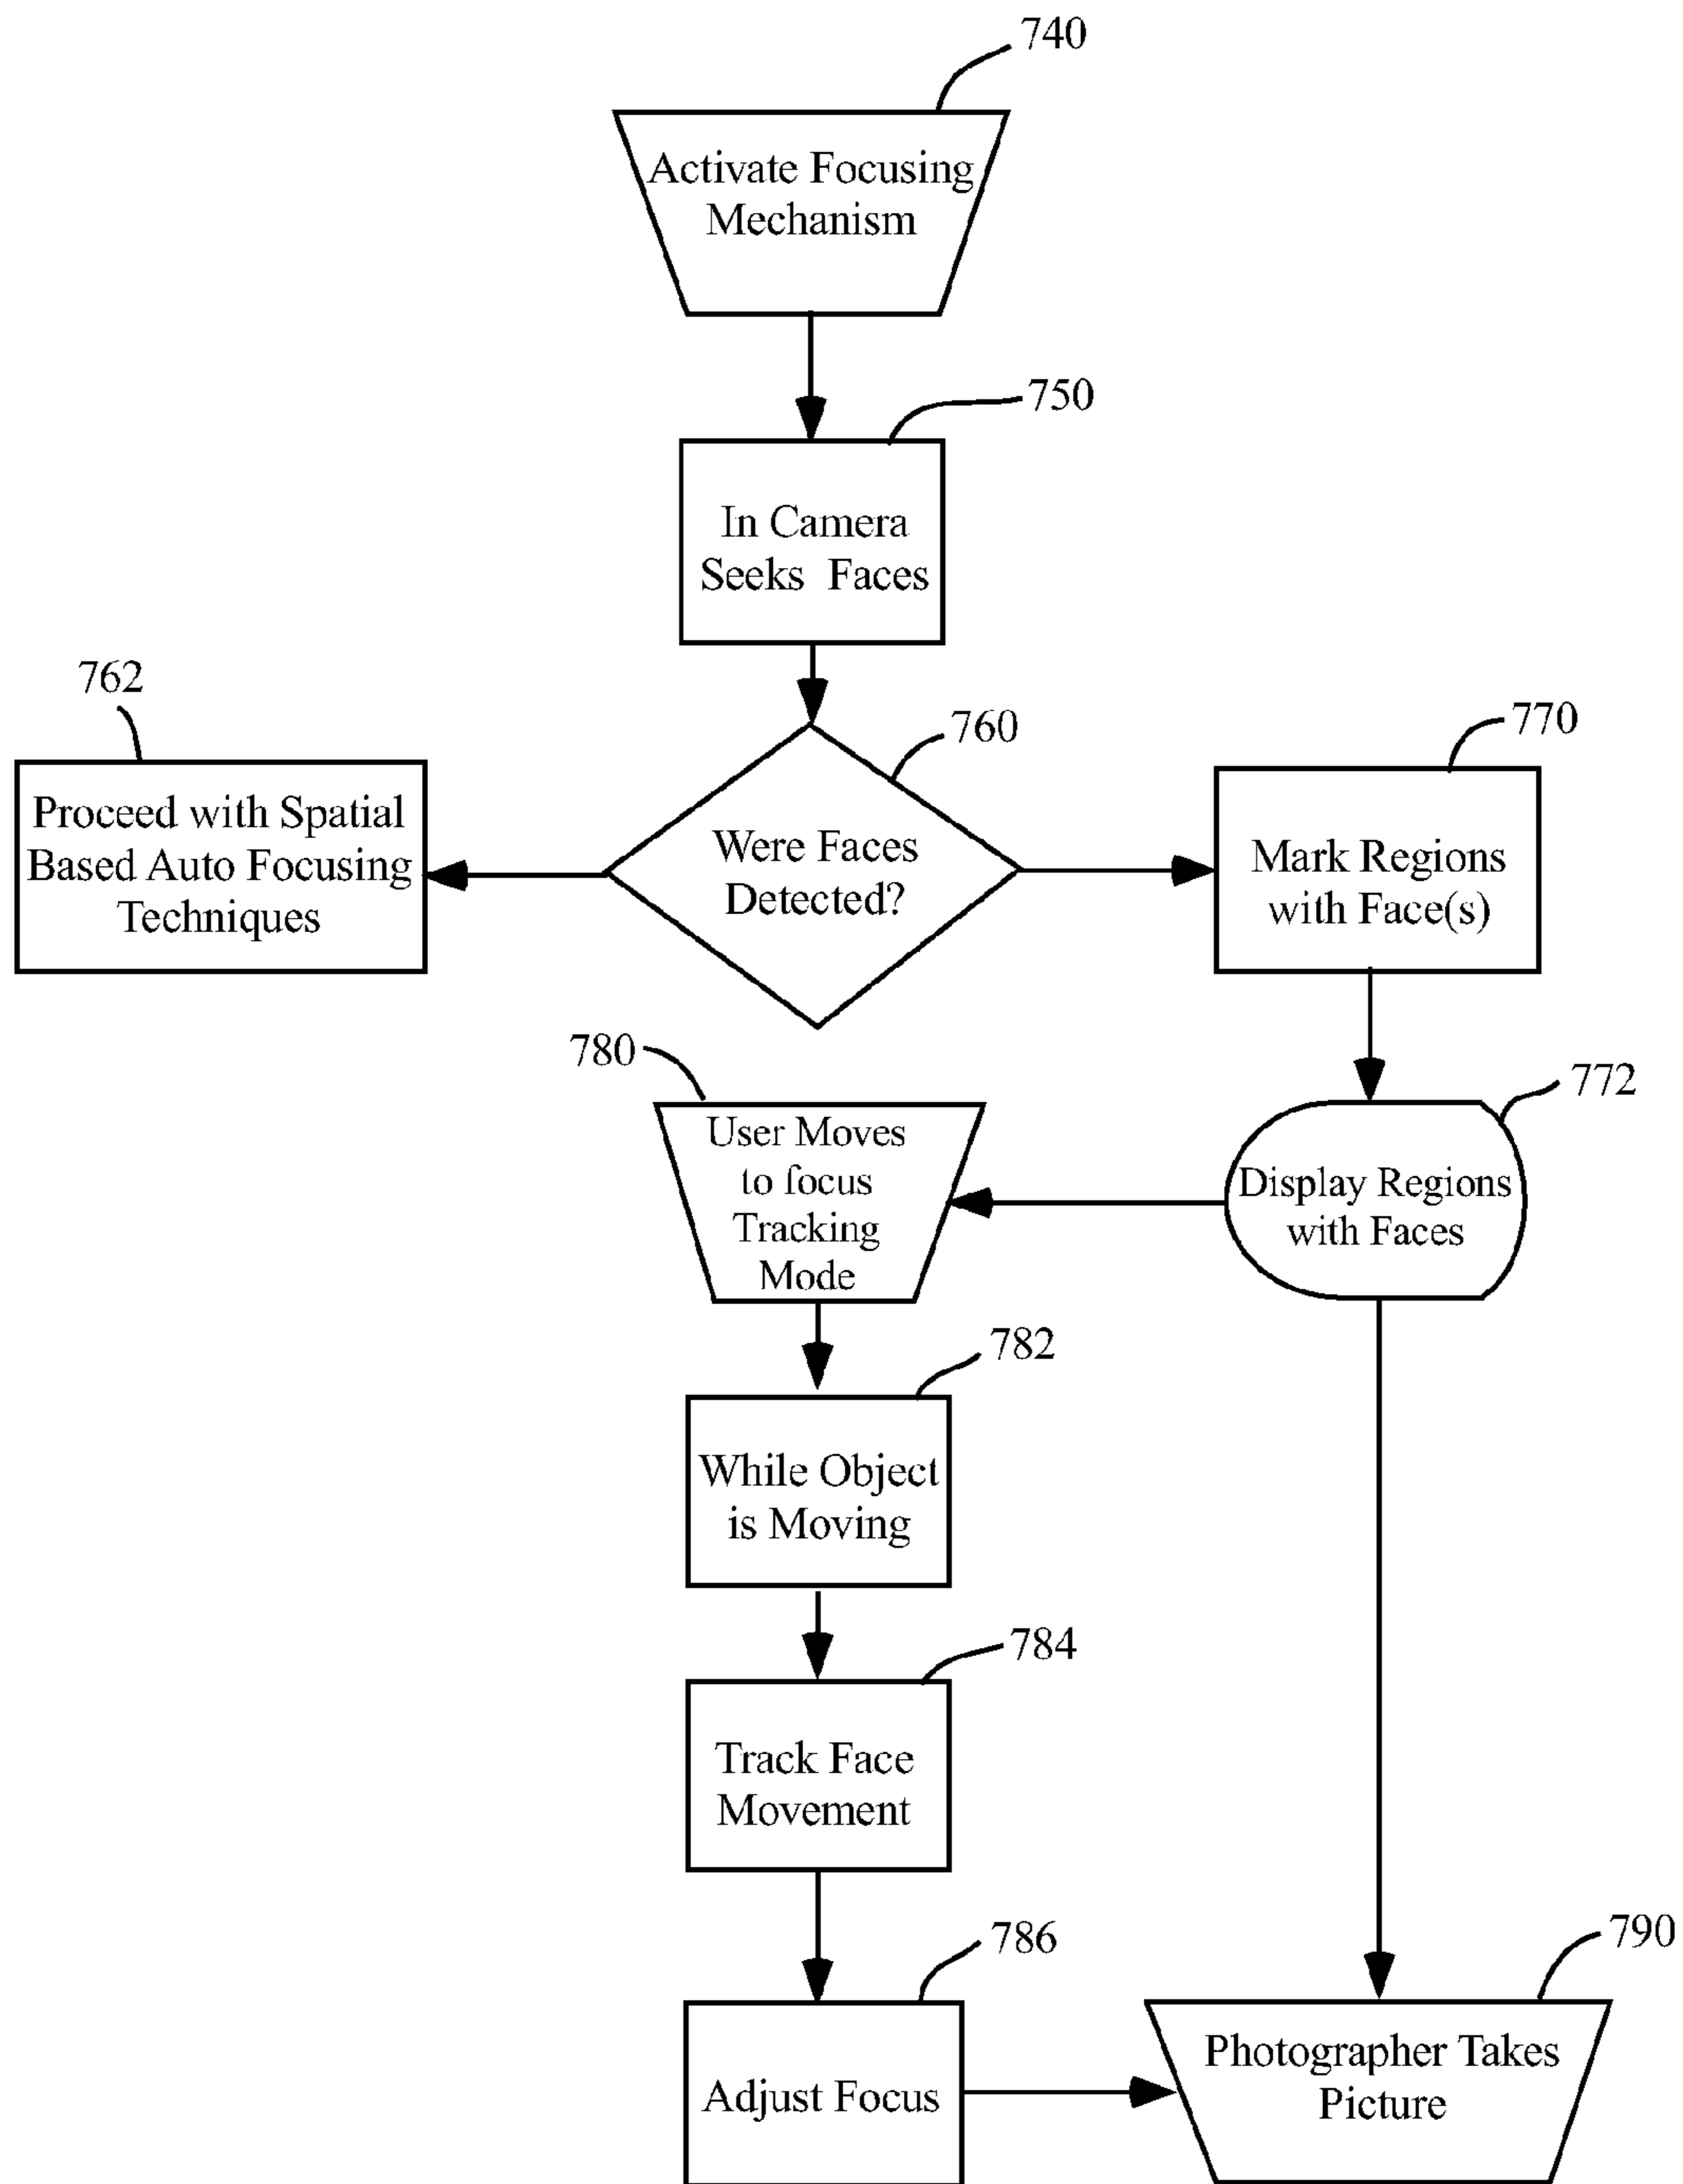 740
Activate Focusing
Mechanism
750
In Camera
Seeks Faces
762
760
770
Proceed with Spatial
Based Auto Focusing
Techniques
Were Faces
Detected?
Mark Regions
with Face(s)
780
772
User Moves
to focus
Tracking
Mode
Display Regions
with Faces
782
While Object
is Moving
784
Track Face
Movement
786
790
Adjust Focus
Photographer Takes
Picture